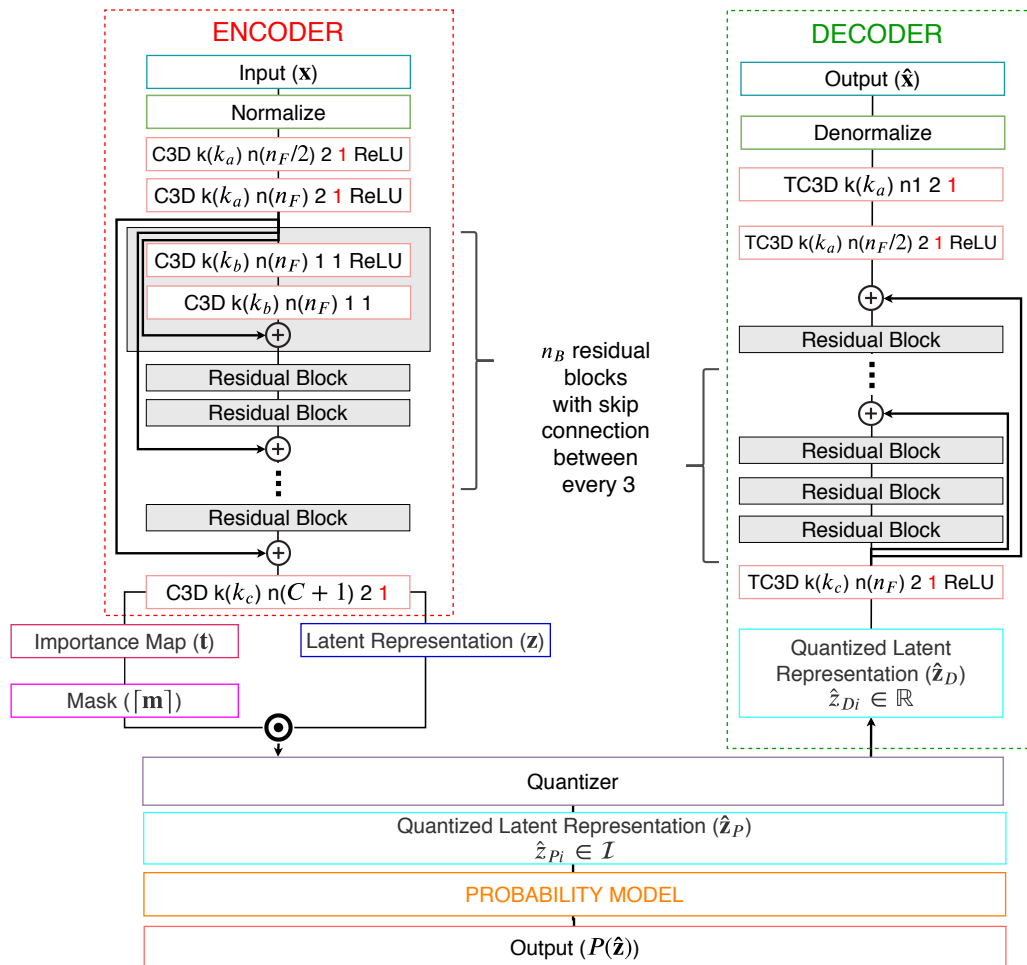 ENCODER
Input (𝐱)
Normalize
C3D k(k_a) n(n_F/2) 2 1 ReLU
C3D k(k_a) n(n_F) 2 1 ReLU
C3D k(k_b) n(n_F) 1 1 ReLU
C3D k(k_b) n(n_F) 1 1
+
Residual Block
Residual Block
+
Residual Block
+
C3D k(k_c) n(C + 1) 2 1
Importance Map (𝐭)
Mask (⌈𝐦⌉)
Latent Representation (𝐳)
n_B residual
blocks
with skip
connection
between
every 3
DECODER
Output (𝐱̂)
Denormalize
TC3D k(k_a) n1 2 1
TC3D k(k_a) n(n_F/2) 2 1 ReLU
+
Residual Block
+
Residual Block
Residual Block
Residual Block
TC3D k(k_c) n(n_F) 2 1 ReLU
Quantized Latent
Representation (𝐳̂_D)
ẑ_Di ∈ ℝ
Quantizer
Quantized Latent Representation (𝐳̂_P)
ẑ_Pi ∈ ℐ
PROBABILITY MODEL
Output (P(𝐳̂))